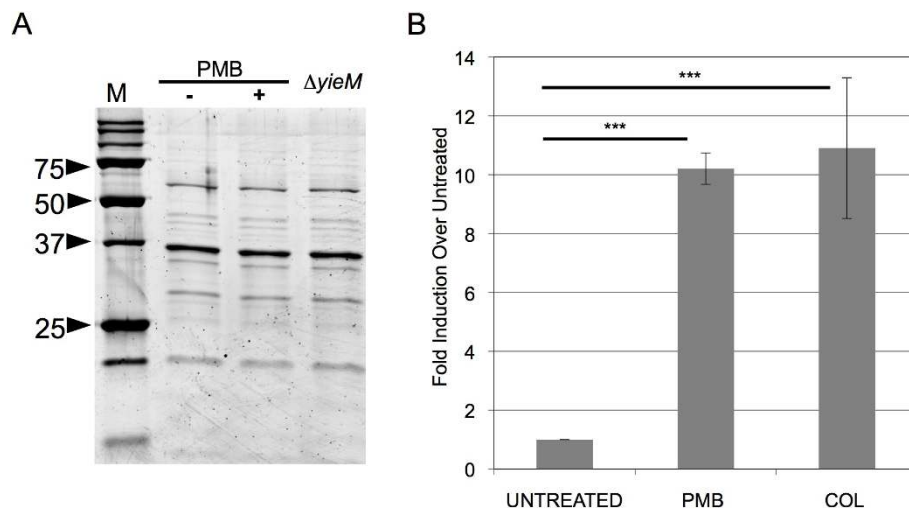 A
PMB
M
-
+
ΔyieM
75
50
37
25
B
Fold Induction Over Untreated
14
12
10
8
6
4
2
0
***
***
UNTREATED
PMB
COL